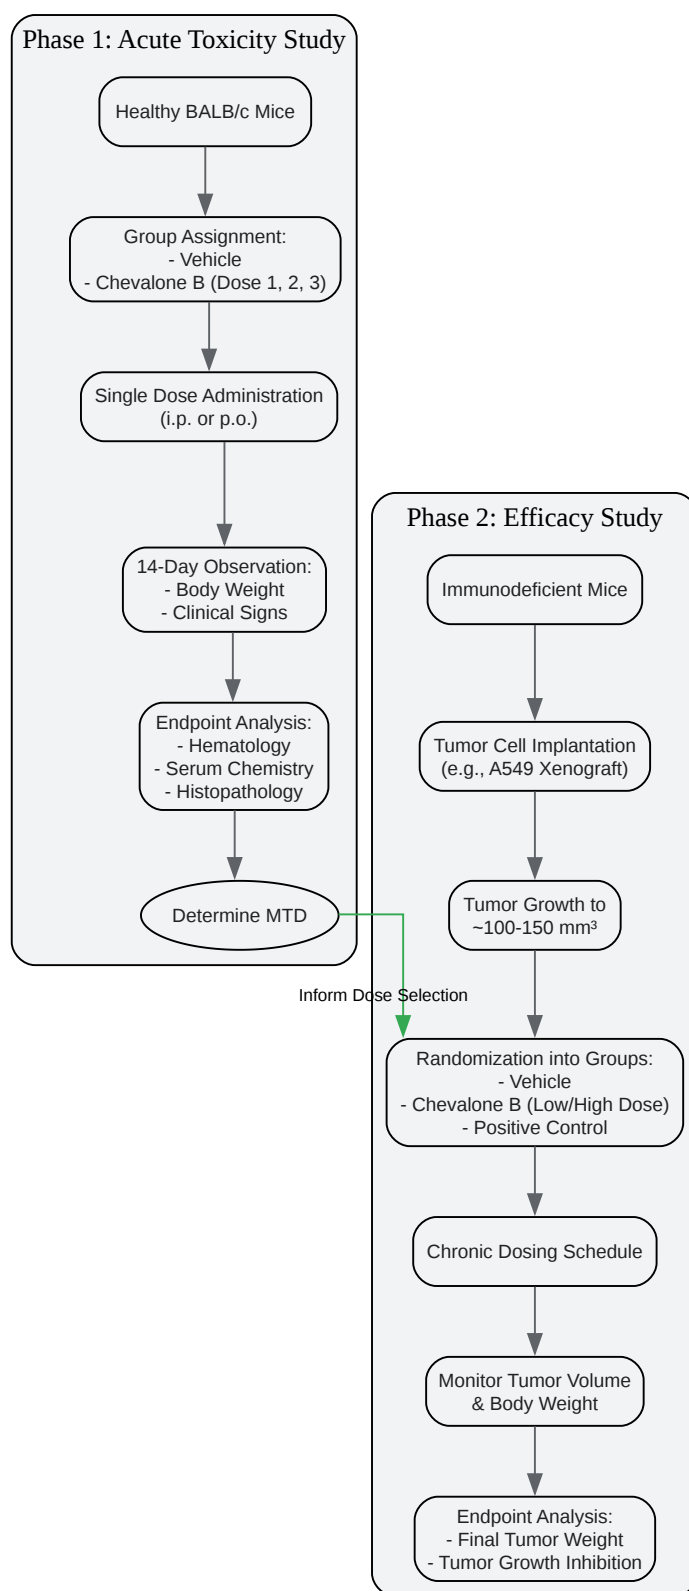 Phase 1: Acute Toxicity Study
Healthy BALB/c Mice
Group Assignment:
- Vehicle
- Chevalone B (Dose 1, 2, 3)
Single Dose Administration
(i.p. or p.o.)
14-Day Observation:
- Body Weight
- Clinical Signs
Endpoint Analysis:
- Hematology
- Serum Chemistry
- Histopathology
Determine MTD
Inform Dose Selection
Phase 2: Efficacy Study
Immunodeficient Mice
Tumor Cell Implantation
(e.g., A549 Xenograft)
Tumor Growth to
~100-150 mm³
Randomization into Groups:
- Vehicle
- Chevalone B (Low/High Dose)
- Positive Control
Chronic Dosing Schedule
Monitor Tumor Volume
& Body Weight
Endpoint Analysis:
- Final Tumor Weight
- Tumor Growth Inhibition